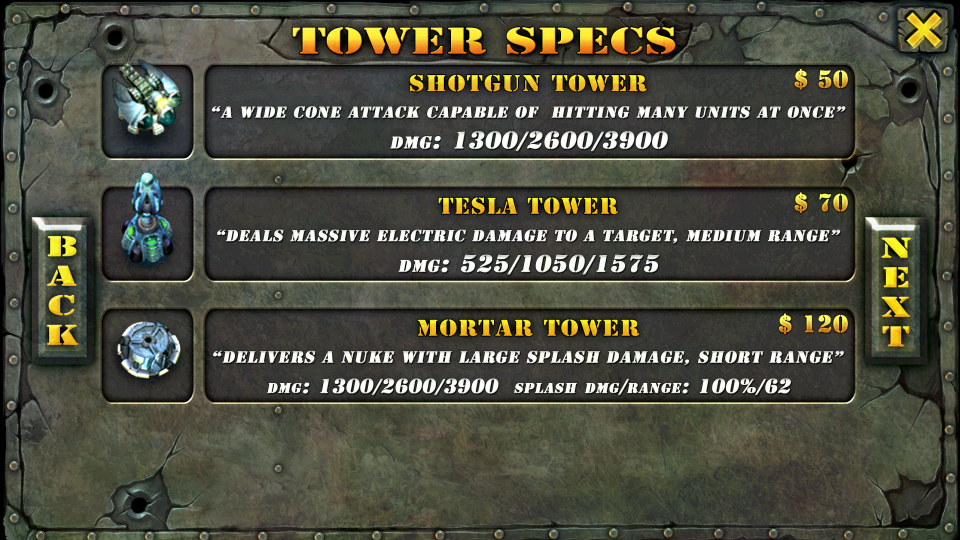 TOWER SPECS
SHOTGUN TOWER $ 50
"A WIDE CONE ATTACK CAPABLE OF HITTING MANY UNITS AT ONCE"
DMG: 1300/2600/3900
TESLA TOWER $ 70
"DEALS MASSIVE ELECTRIC DAMAGE TO A TARGET, MEDIUM RANGE"
DMG: 525/1050/1575
BACK
NEXT
MORTAR TOWER $ 120
"DELIVERS A NUKE WITH LARGE SPLASH DAMAGE, SHORT RANGE"
DMG: 1300/2600/3900 SPLASH DMG/RANGE: 100%/62